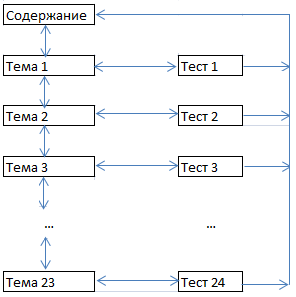 Содержание
Тема 1 Тест 1
Тема 2 Тест 2
Тема 3 Тест 3
... ...
Тема 23 Тест 24